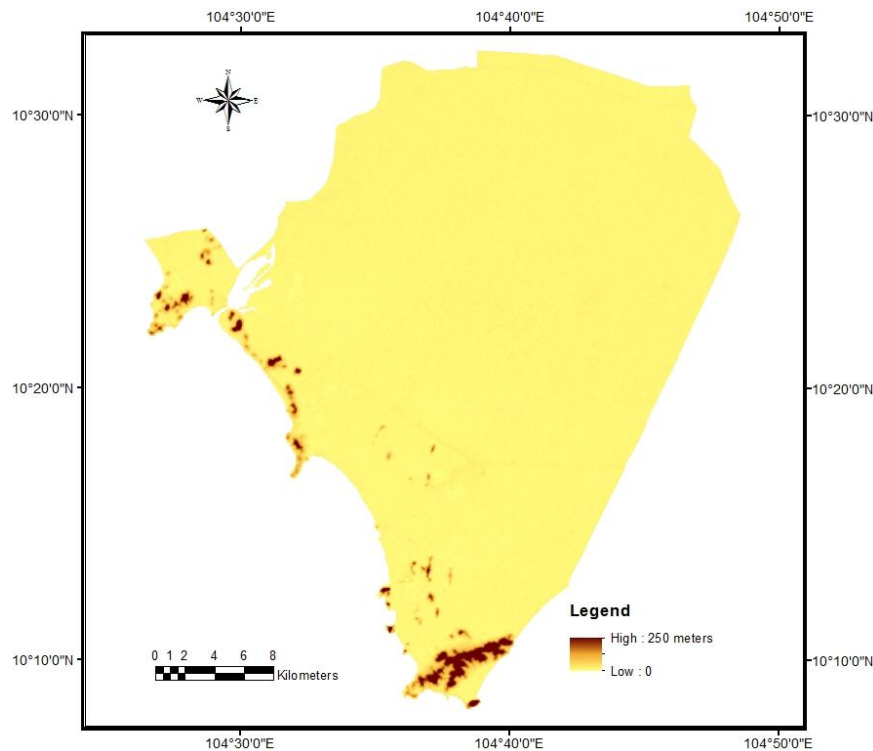 104°30'0"E 104°40'0"E 104°50'0"E
N
W E
S
10°30'0"N 10°30'0"N
10°20'0"N 10°20'0"N
Legend
High : 250 meters
Low : 0
0 1 2 4 6 8
Kilometers
10°10'0"N 10°10'0"N
104°30'0"E 104°40'0"E 104°50'0"E